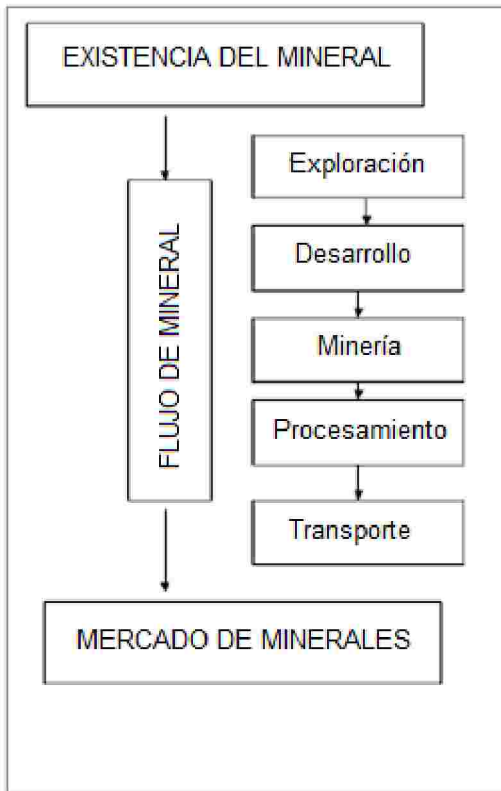 EXISTENCIA DEL MINERAL
FLUJO DE MINERAL
Exploración
Desarrollo
Minería
Procesamiento
Transporte
MERCADO DE MINERALES